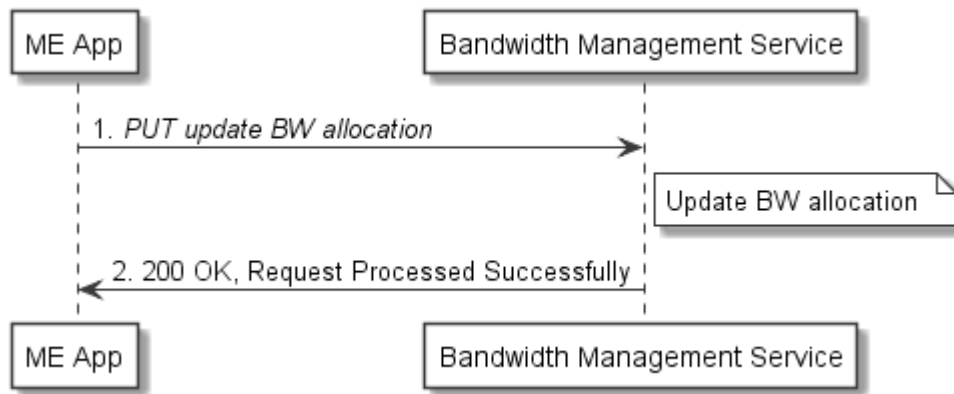 ME App
Bandwidth Management Service
1. PUT update BW allocation
Update BW allocation
2. 200 OK, Request Processed Successfully
ME App
Bandwidth Management Service